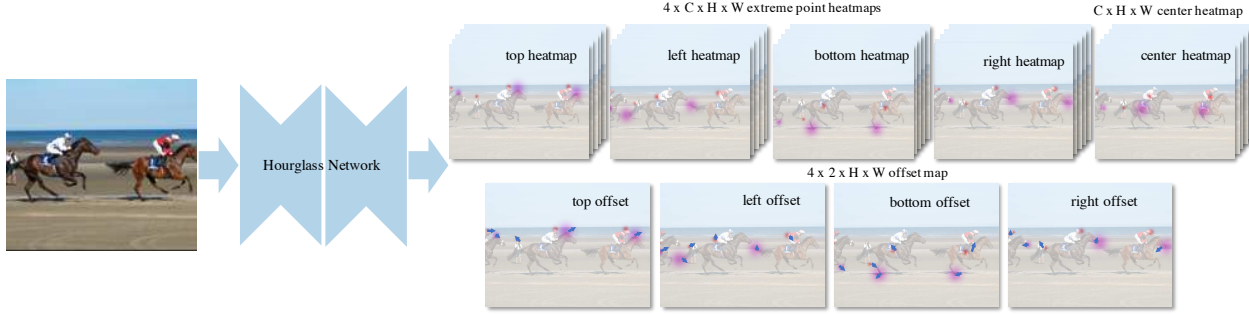 4 x C x H x W extreme point heatmaps
C x H x W center heatmap
top heatmap
left heatmap
bottom heatmap
right heatmap
center heatmap
Hourglass Network
4 x 2 x H x W offset map
top offset
left offset
bottom offset
right offset